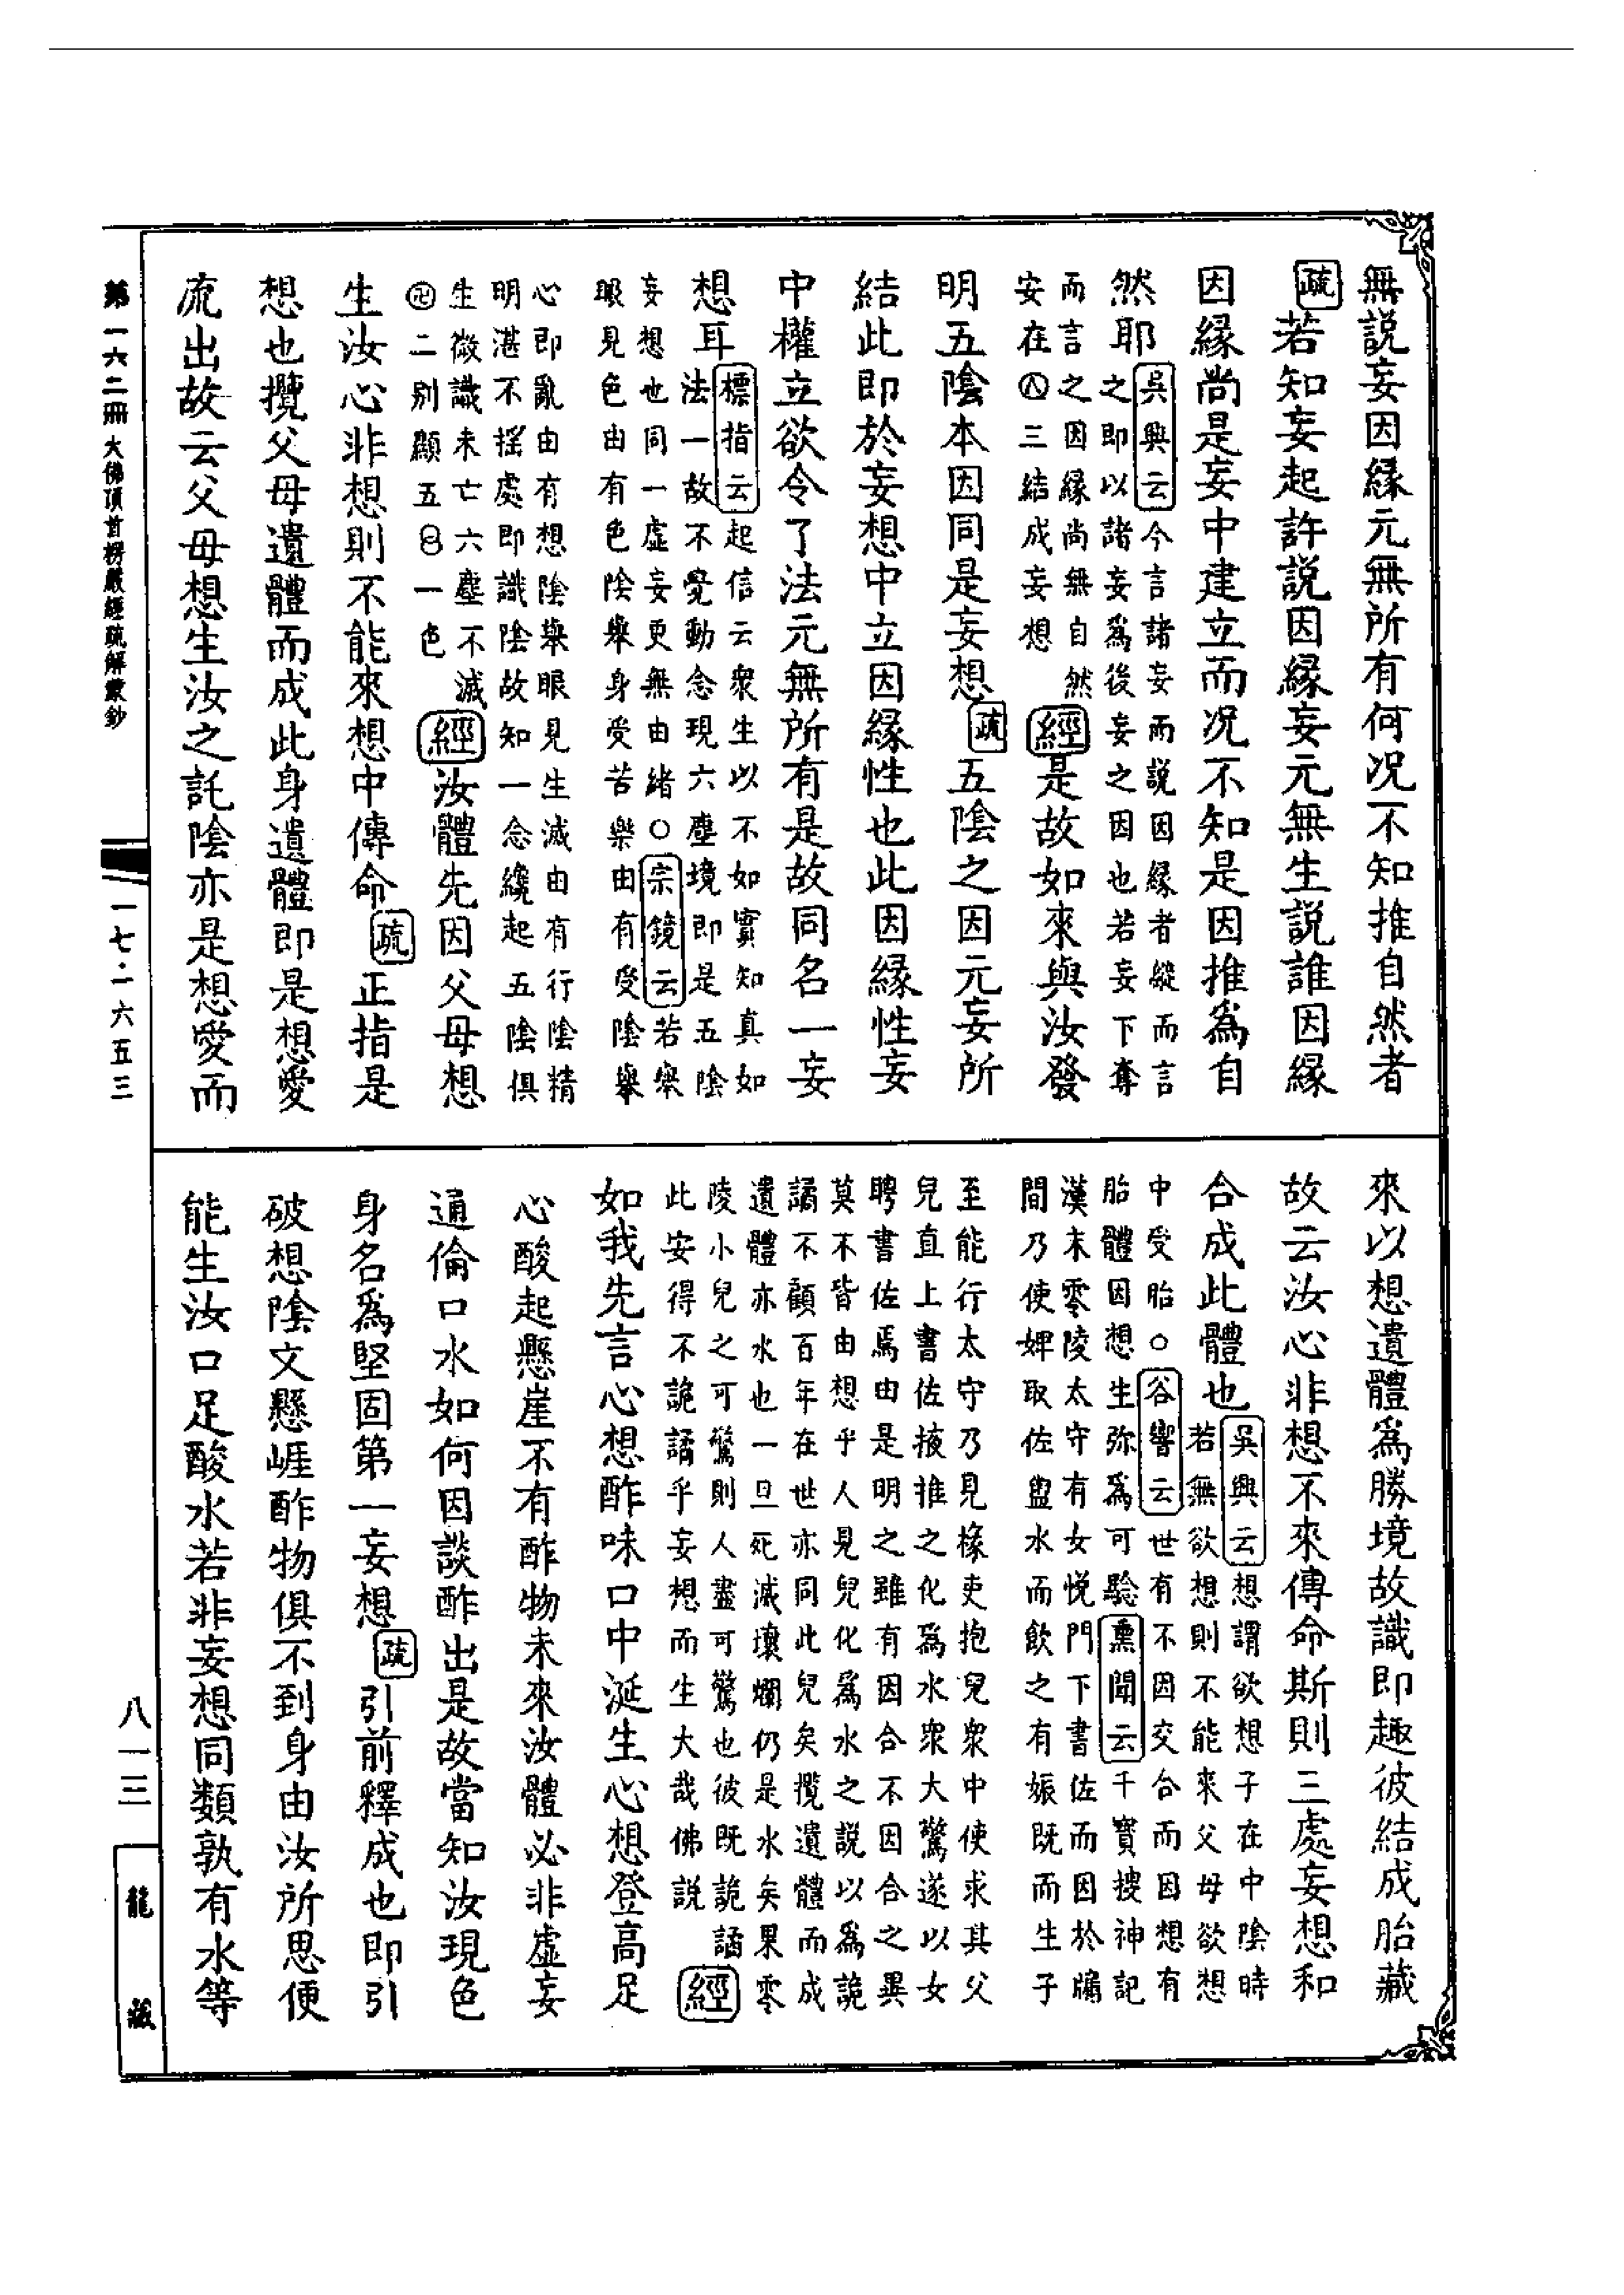 無說妄因緣元無所有何况不知推自然者
疏若知妄起許說因緣妄元無生說誰因緣
因緣尚是妄中建立而况不知是因推爲自
然耶吳興云今言諸妄而說因緣者縱而言
之即以諸妄爲後妄之因也若妄下奪
而言之因緣尚無自然
安在㊇三結成妄想經是故如來與汝發
明五陰本因同是妄想疏五陰之因元妄所
結此即於妄想中立因緣性也此因緣性妄
中權立欲令了法元無所有是故同名一妄
想耳標指云起信云衆生以不如實知真如
法一故不覺動念現六塵境即是五陰
妄想也同一虛妄更無由緒○宗鏡云若舉
眼見色由有色陰舉身受苦樂由有受陰舉
心即亂由有想陰舉眼見生滅由有行陰精
明湛不搖處即識陰故知一念纔起五陰俱
生微識未亡六塵不滅
卍二別顯五8一色經汝體先因父母想
生汝心非想則不能來想中傳命疏正指是
想也攬父母遺體而成此身遺體即是想愛
流出故云父母想生汝之託陰亦是想愛而
來以想遺體爲勝境故識即趣彼結成胎藏
故云汝心非想不來傳命斯則三處妄想和
合成此體也吳興云想謂欲想子在中陰時
若無欲想則不能來父母欲想
中受胎○谷響云世有不因交合而因想有
胎體因想生弥爲可驗熏聞云干寶搜神記
漢末零陵太守有女悅門下書佐而因於牖
間乃使婢取佐盥水而飲之有娠既而生子
至能行太守乃見椽吏抱兒衆中使求其父
兒直上書佐掖推之化爲水衆大驚遂以女
聘書佐焉由是明之雖有因合不因合之異
莫不皆由想乎人見兒化爲水之說以爲詭
譎不顧百年在世亦同此兒矣攬遺體而成
遺體亦水也一旦死滅壞爛仍是水矣果零
陵小兒之可驚則人盡可驚也彼既詭譎
此安得不詭譎乎妄想而生大哉佛說經
如我先言心想酢味口中涎生心想登高足
心酸起懸崖不有酢物未來汝體必非虛妄
通倫口水如何因談酢出是故當知汝現色
身名爲堅固第一妄想疏引前釋成也即引
破想陰文懸崕酢物俱不到身由汝所思便
能生汝口足酸水若非妄想同類孰有水等
第一六二冊 大佛頂首楞嚴經疏解蒙鈔
一七–二六五三
八一三
龍藏